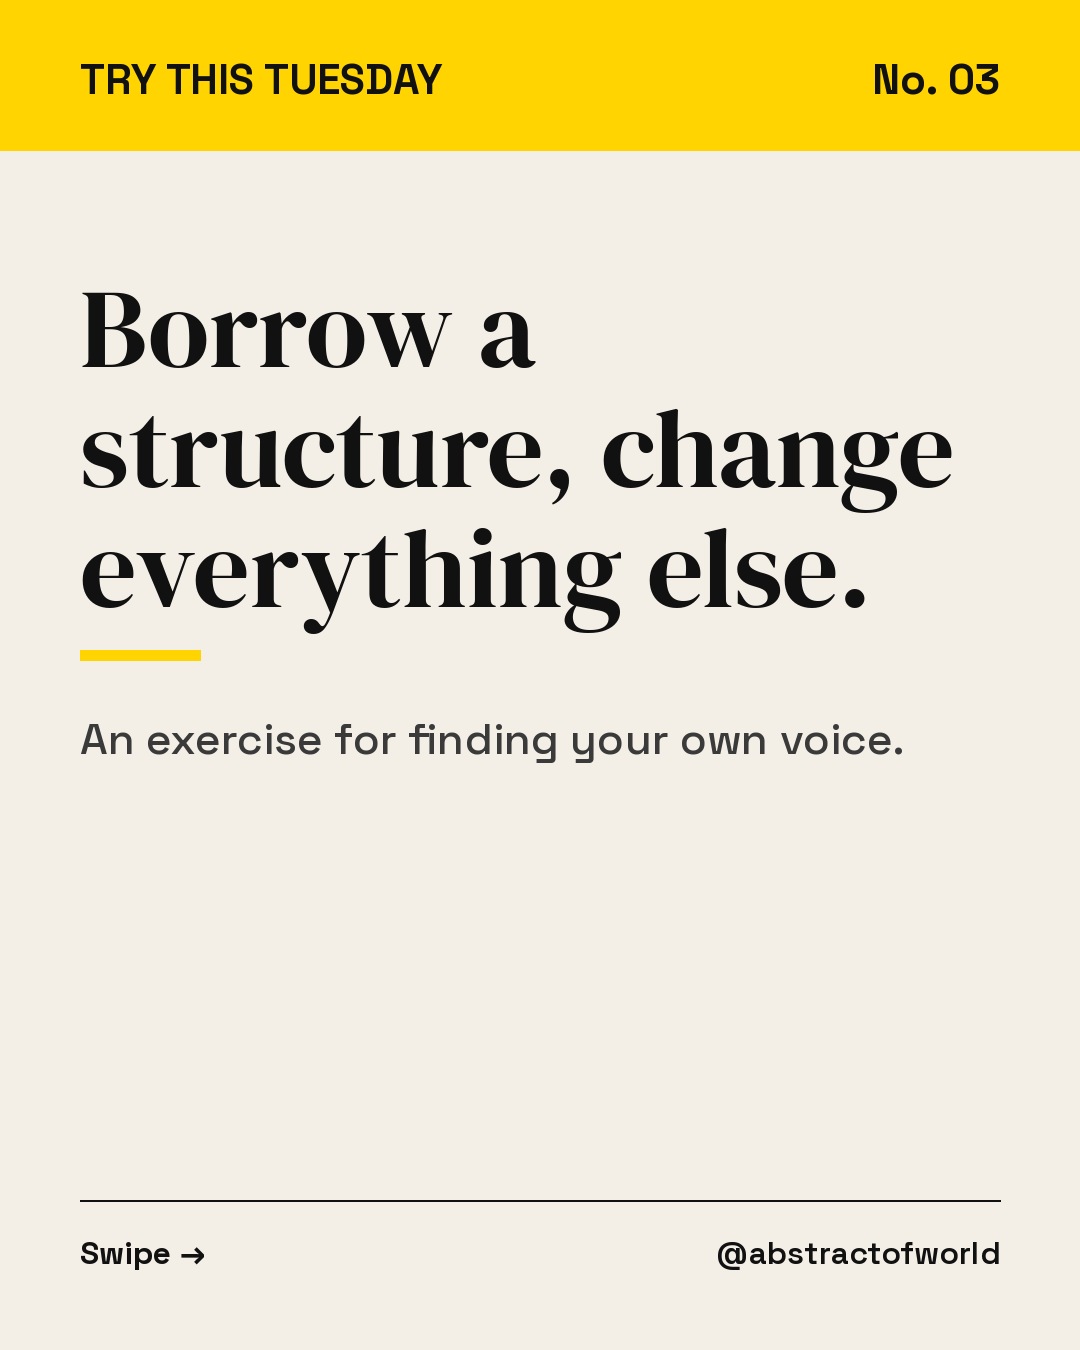 TRY THIS TUESDAY
No. 03
Borrow a
structure, change
everything else.
An exercise for finding your own voice.
Swipe →
@abstractofworld